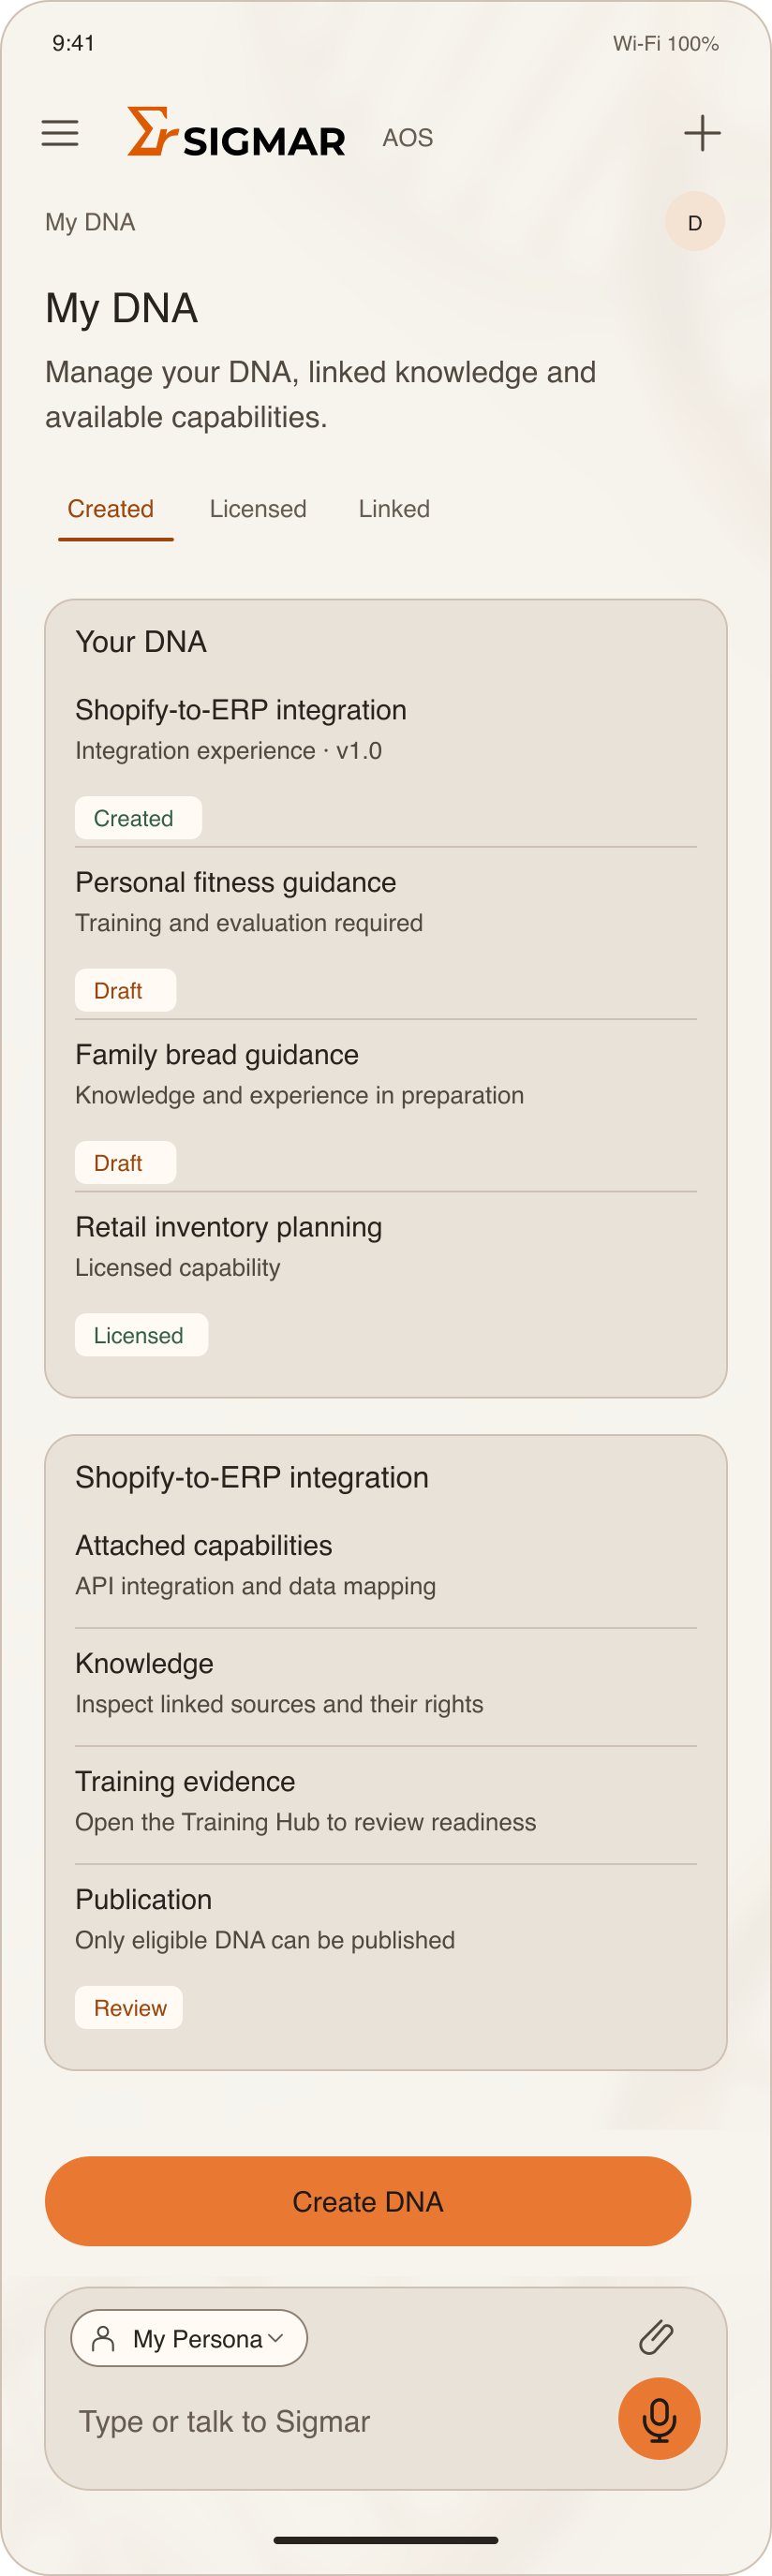 9:41
Wi-Fi 100%
Σr SIGMAR AOS
My DNA
D
My DNA
Manage your DNA, linked knowledge and
available capabilities.
Created
Licensed
Linked
Your DNA
Shopify-to-ERP integration
Integration experience · v1.0
Created
Personal fitness guidance
Training and evaluation required
Draft
Family bread guidance
Knowledge and experience in preparation
Draft
Retail inventory planning
Licensed capability
Licensed
Shopify-to-ERP integration
Attached capabilities
API integration and data mapping
Knowledge
Inspect linked sources and their rights
Training evidence
Open the Training Hub to review readiness
Publication
Only eligible DNA can be published
Review
Create DNA
My Persona
Type or talk to Sigmar